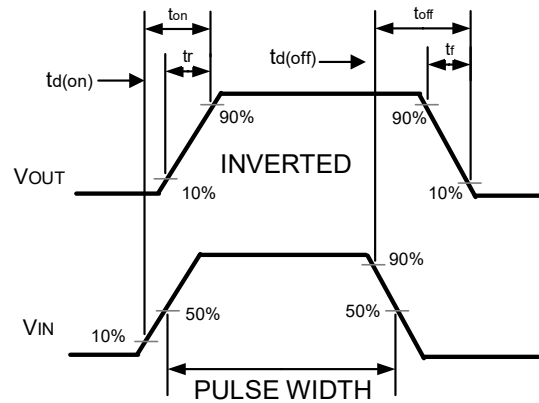 ton
toff
tr
tf
td(on)
td(off)
90%
90%
VOUT
INVERTED
10%
10%
90%
50%
50%
VIN
10%
PULSE WIDTH